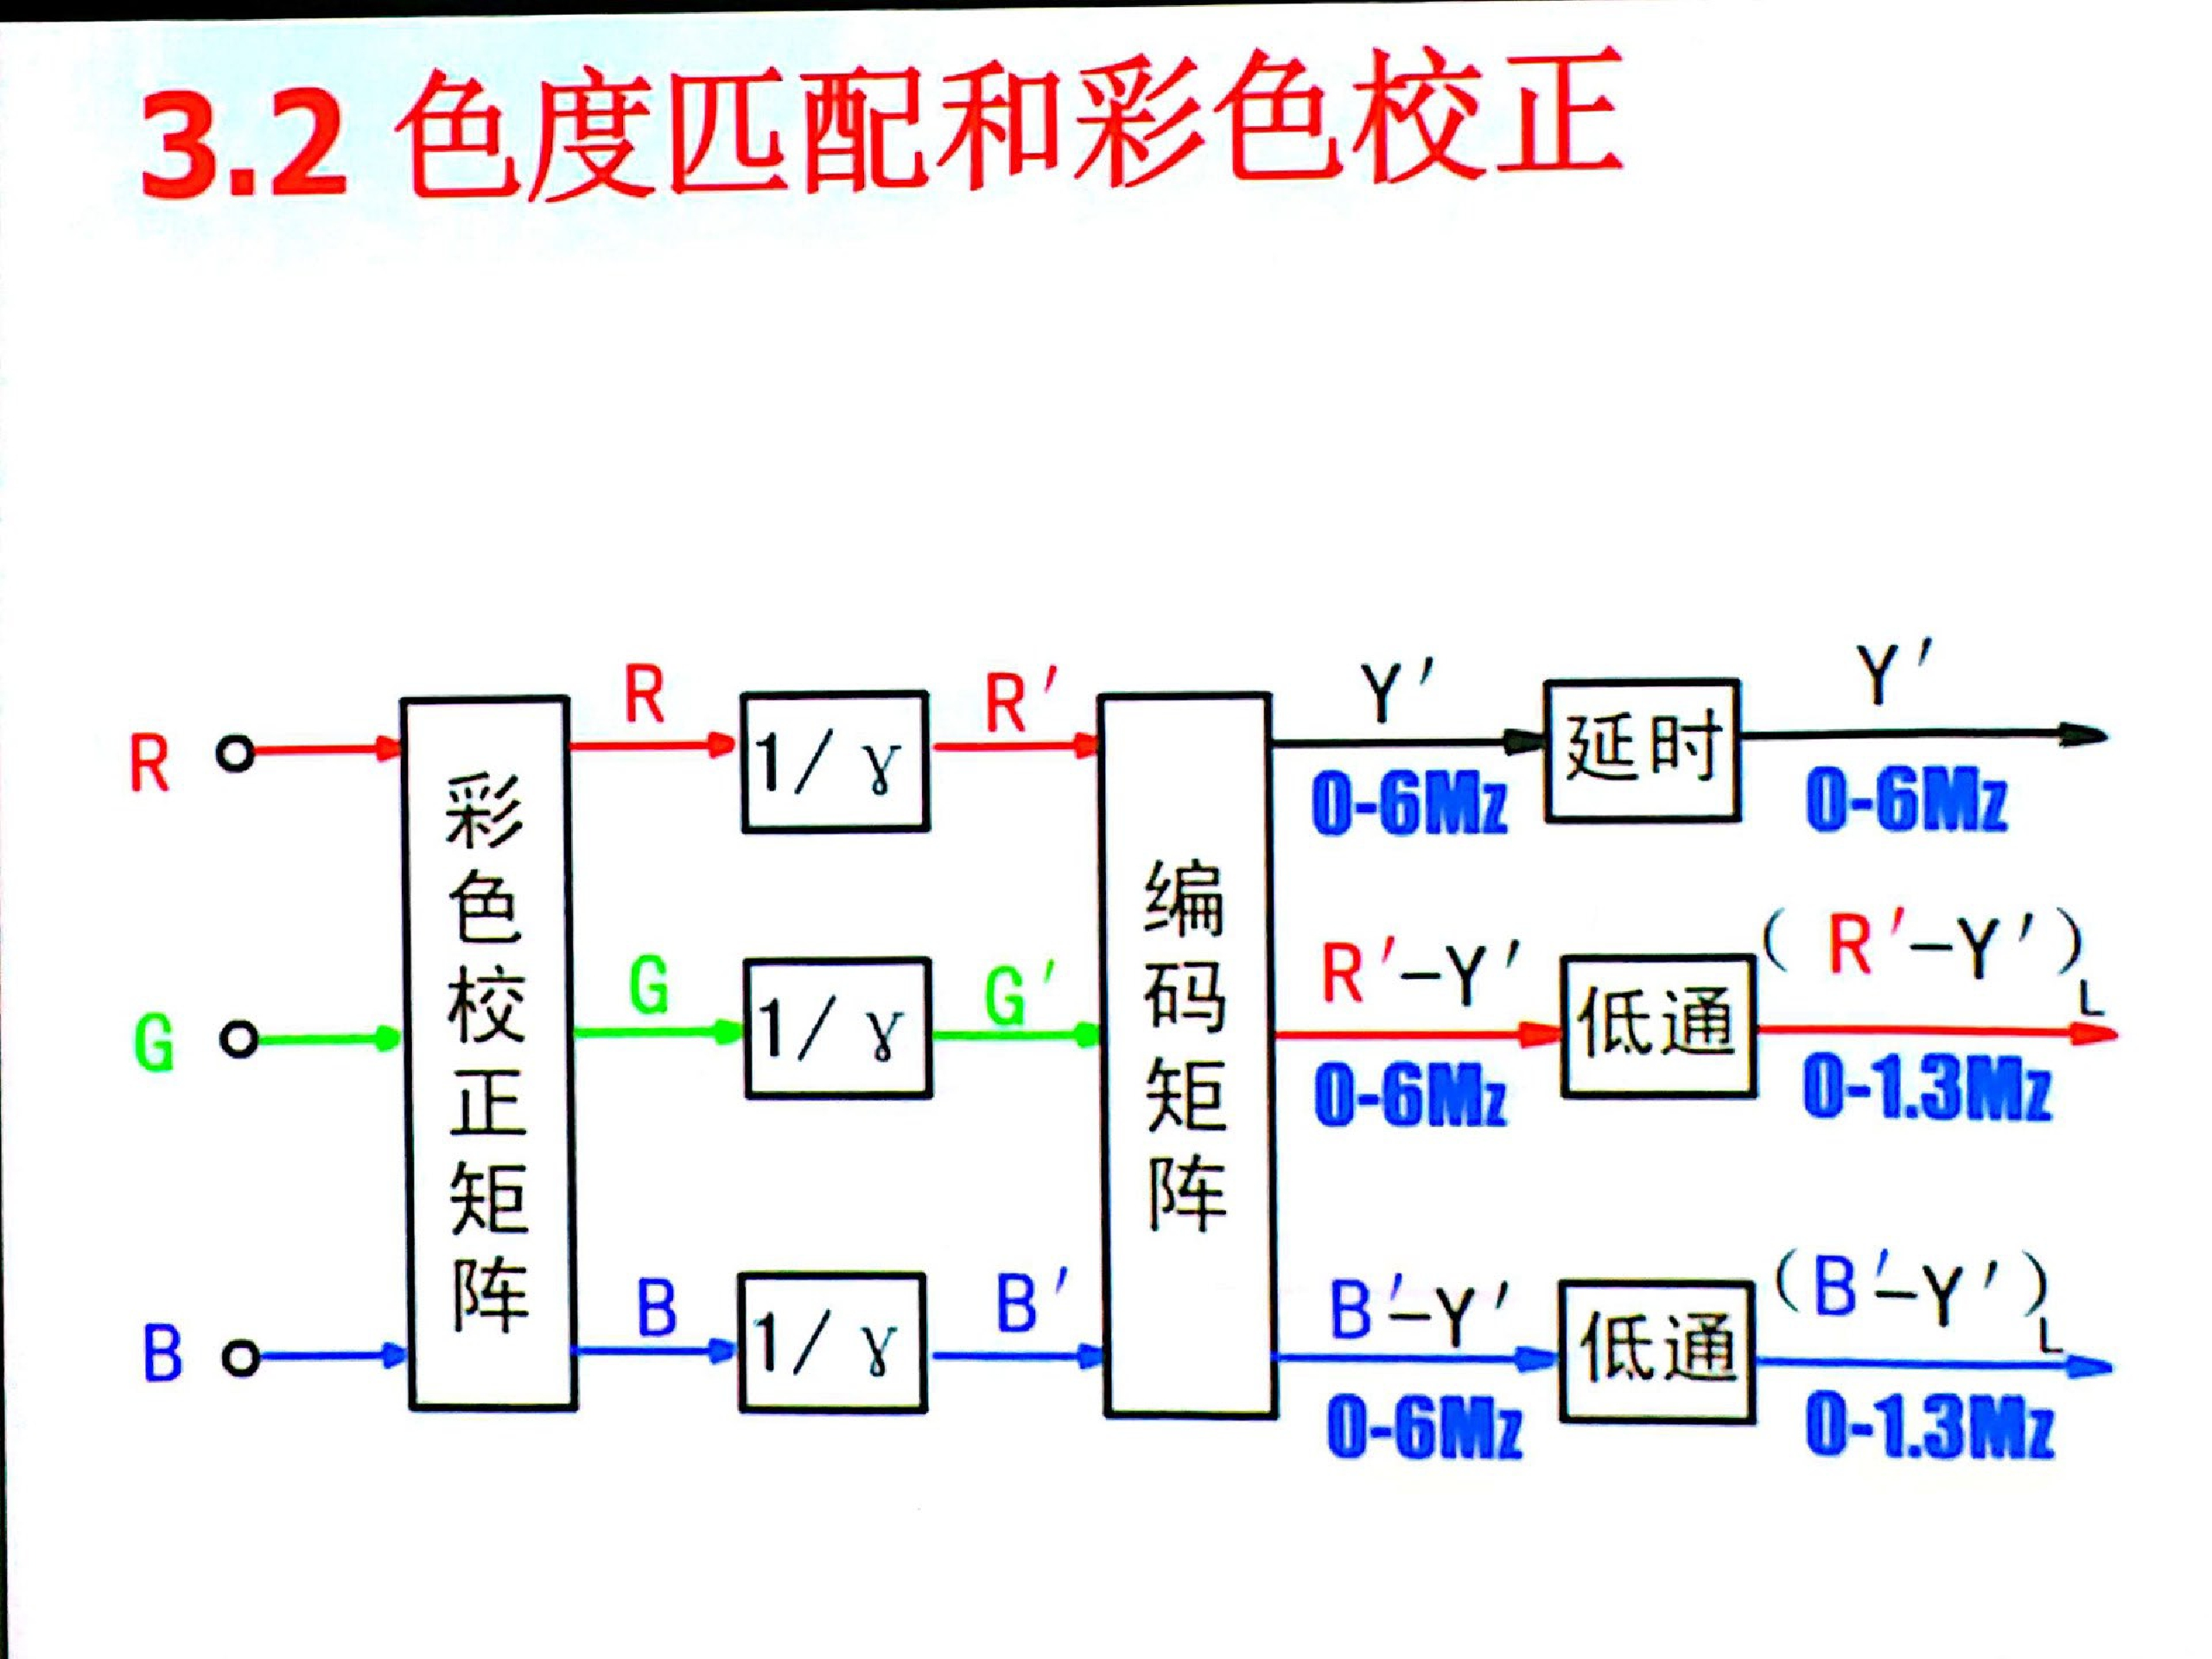 3.2 色度匹配和彩色校正
R
彩色校正矩阵
R
1/γ
R′
编码矩阵
Y′
0-6Mz
延时
Y′
0-6Mz
G
G
1/γ
G′
R′-Y′
0-6Mz
低通
(R′-Y′)L
0-1.3Mz
B
B
1/γ
B′
B′-Y′
0-6Mz
低通
(B′-Y′)L
0-1.3Mz